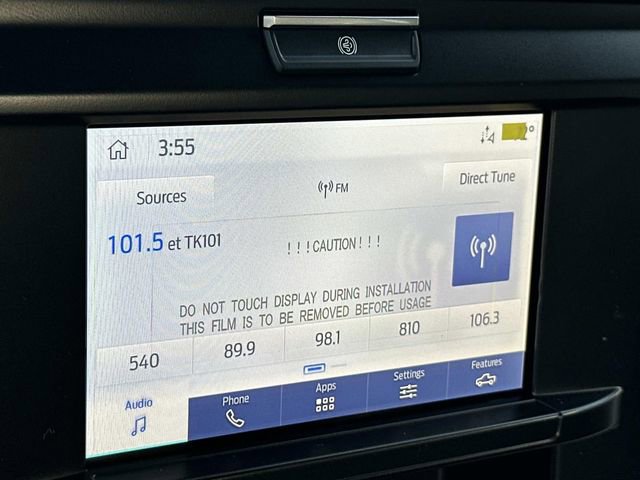 3:55
Sources
FM
Direct Tune
101.5 et TK101
!!!CAUTION!!!
DO NOT TOUCH DISPLAY DURING INSTALLATION
THIS FILM IS TO BE REMOVED BEFORE USAGE
540 89.9 98.1 810 106.3
Audio Phone Apps Settings Features